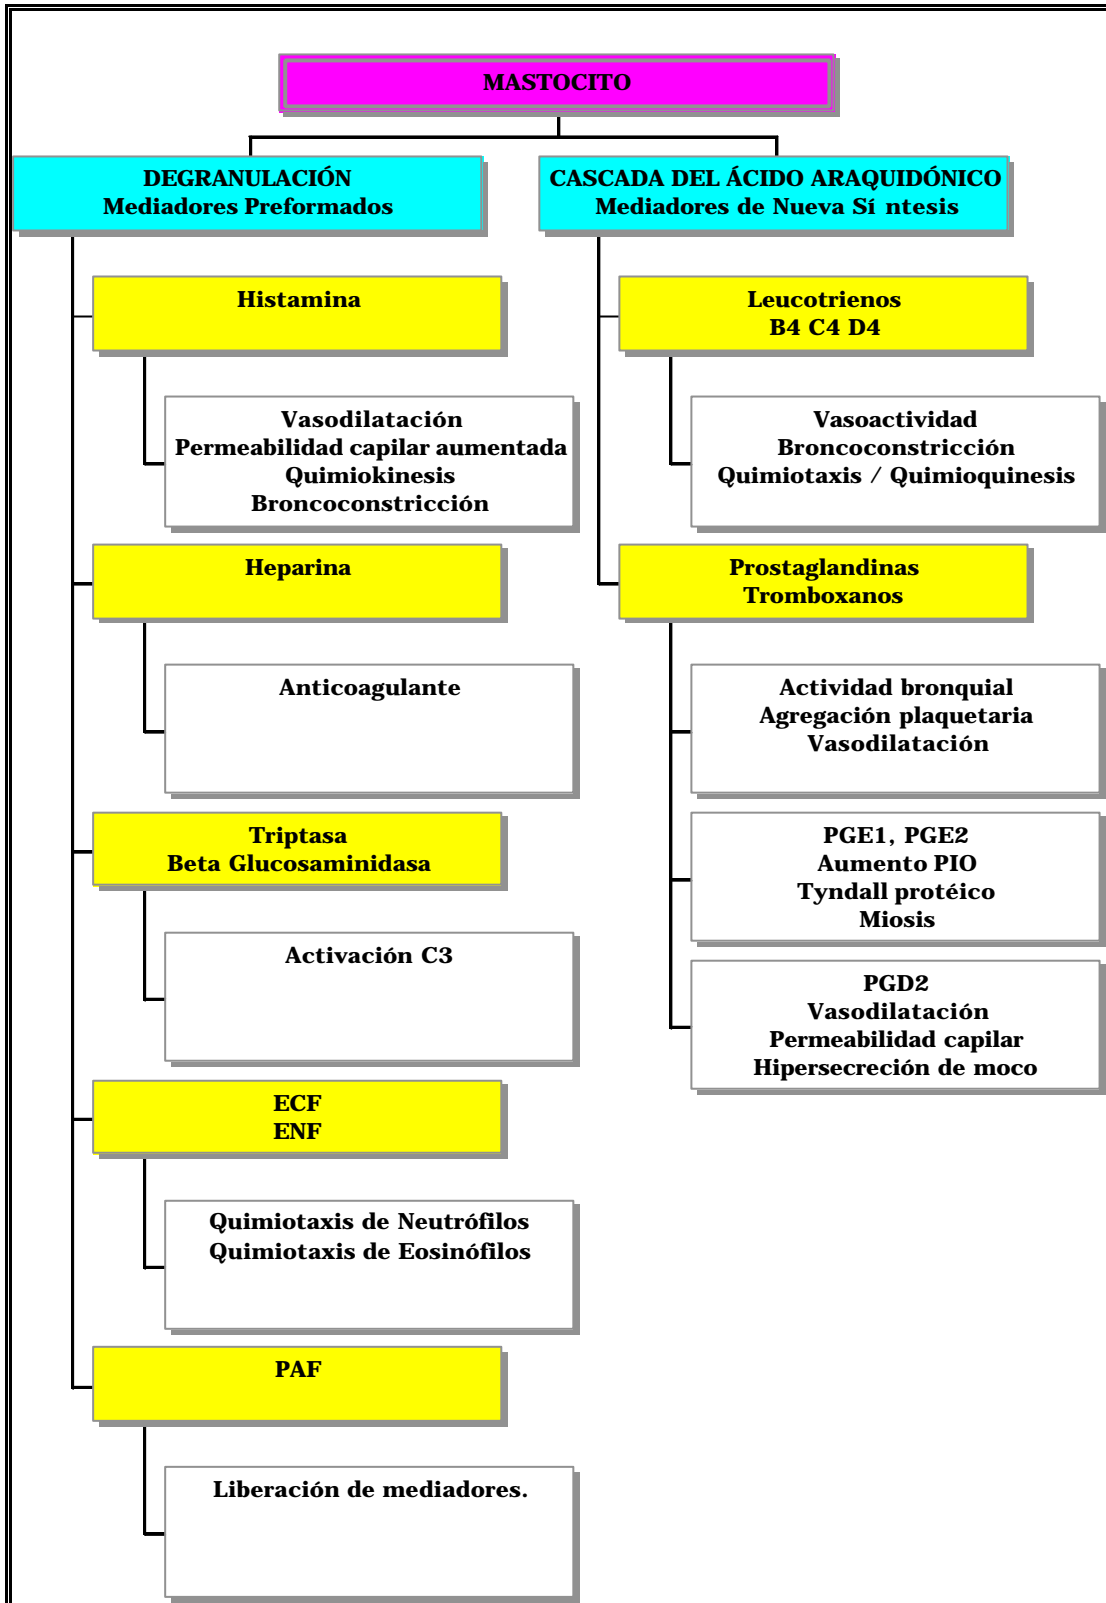 MASTOCITO
DEGRANULACIÓN
Mediadores Preformados
Histamina
Vasodilatación
Permeabilidad capilar aumentada
Quimiokinesis
Broncoconstricción
Heparina
Anticoagulante
Triptasa
Beta Glucosaminidasa
Activación C3
ECF
ENF
Quimiotaxis de Neutrófilos
Quimiotaxis de Eosinófilos
PAF
Liberación de mediadores.
CASCADA DEL ÁCIDO ARAQUIDÓNICO
Mediadores de Nueva Sí ntesis
Leucotrienos
B4 C4 D4
Vasoactividad
Broncoconstricción
Quimiotaxis / Quimioquinesis
Prostaglandinas
Tromboxanos
Actividad bronquial
Agregación plaquetaria
Vasodilatación
PGE1, PGE2
Aumento PIO
Tyndall protéico
Miosis
PGD2
Vasodilatación
Permeabilidad capilar
Hipersecreción de moco